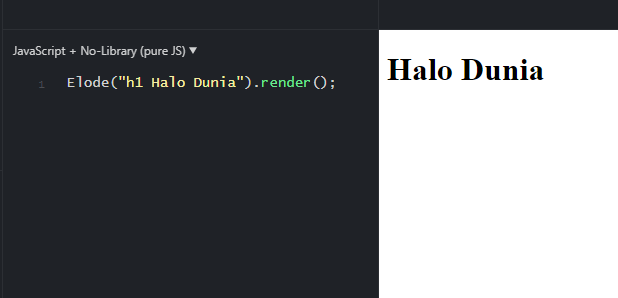 JavaScript + No-Library (pure JS) ▼
1 Elode("h1 Halo Dunia").render();
Halo Dunia